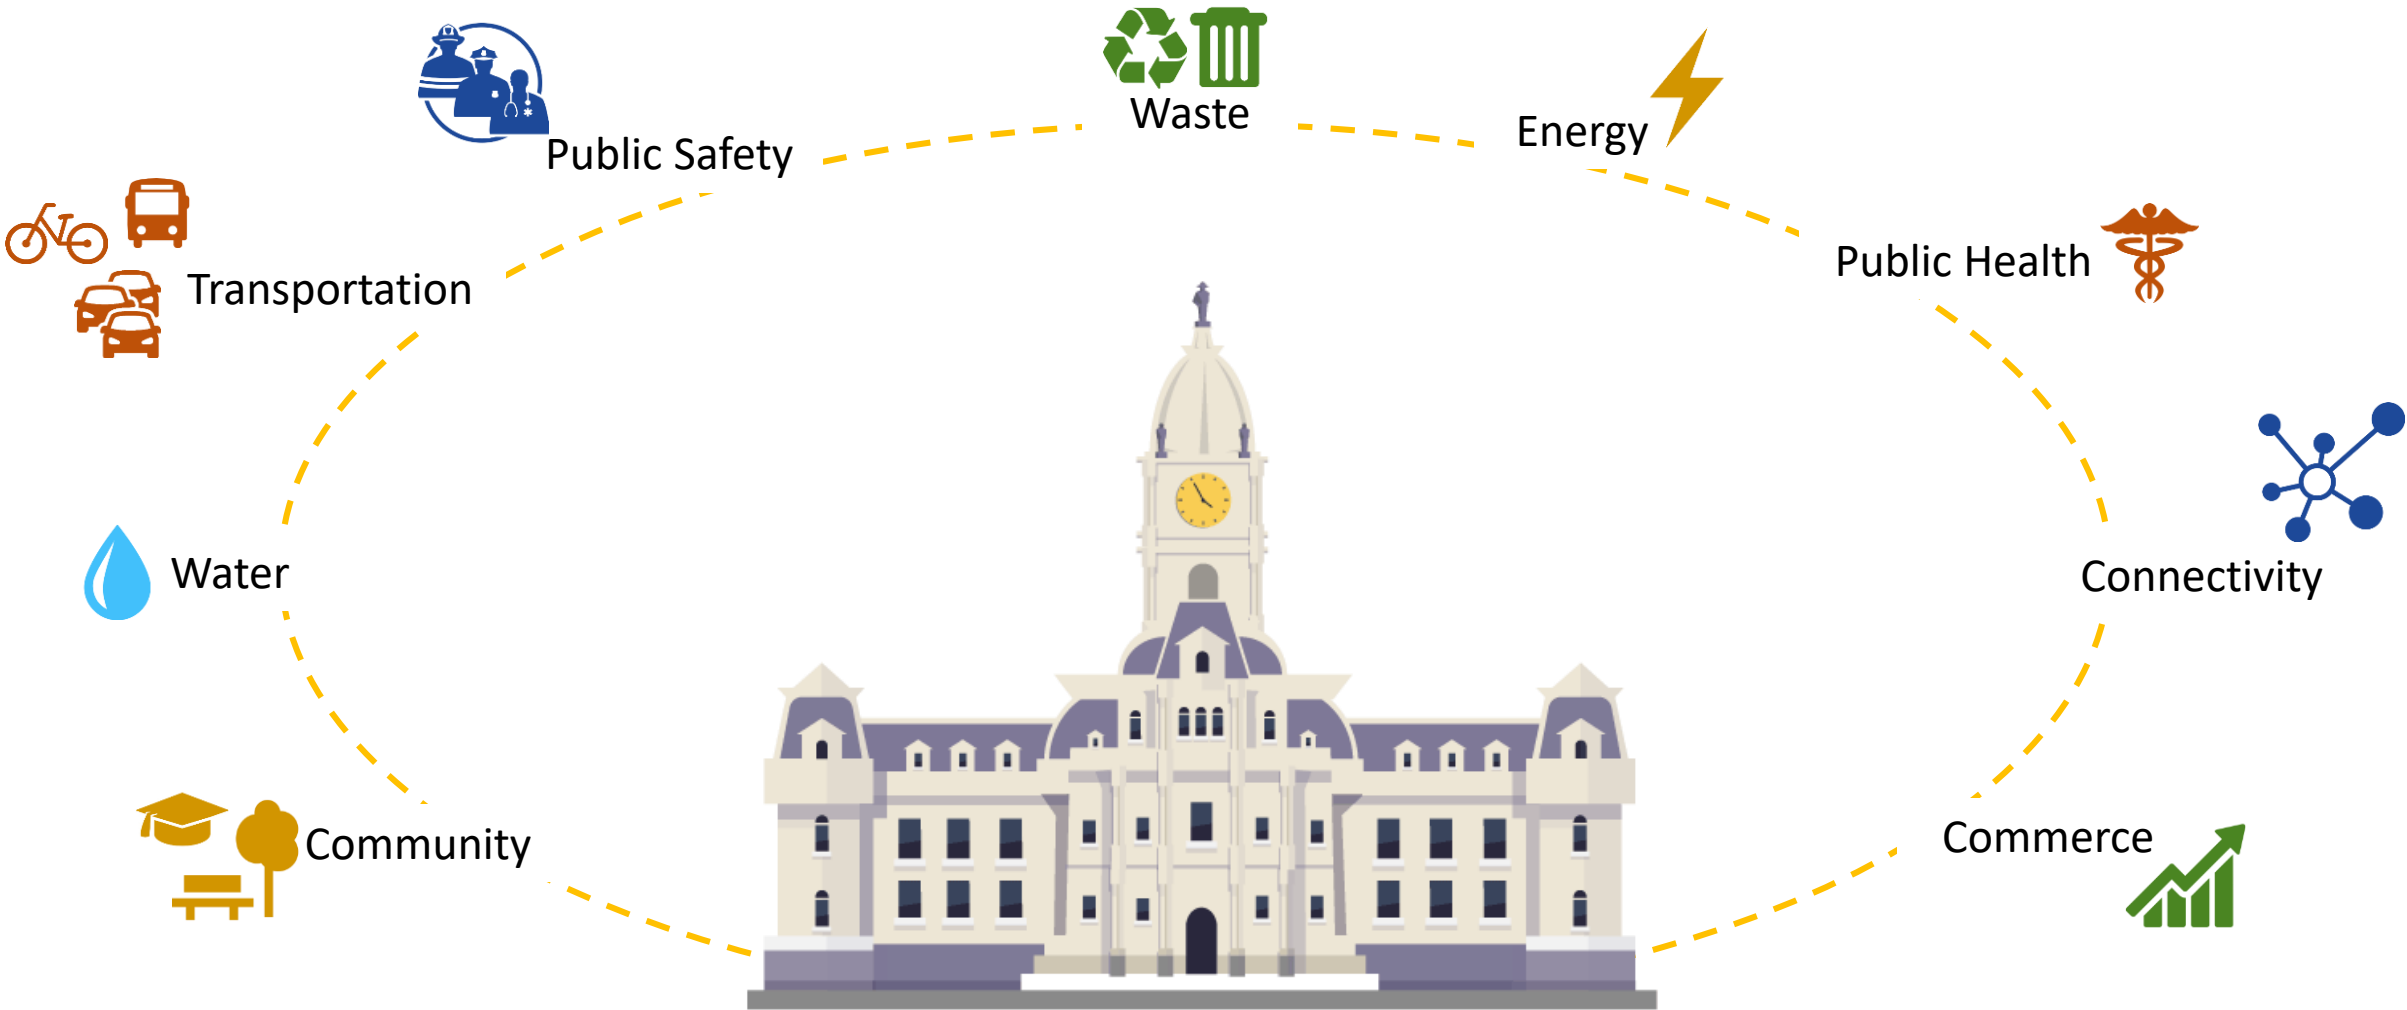 Waste
Energy
Public Safety
Public Health
Transportation
Water
Connectivity
Community
Commerce